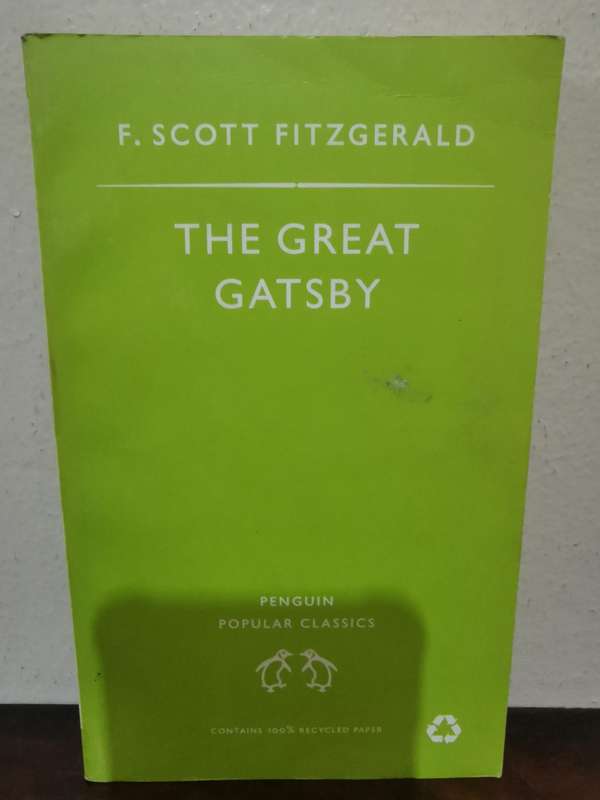 F. SCOTT FITZGERALD
THE GREAT
GATSBY
PENGUIN
POPULAR CLASSICS
CONTAINS 100% RECYCLED PAPER